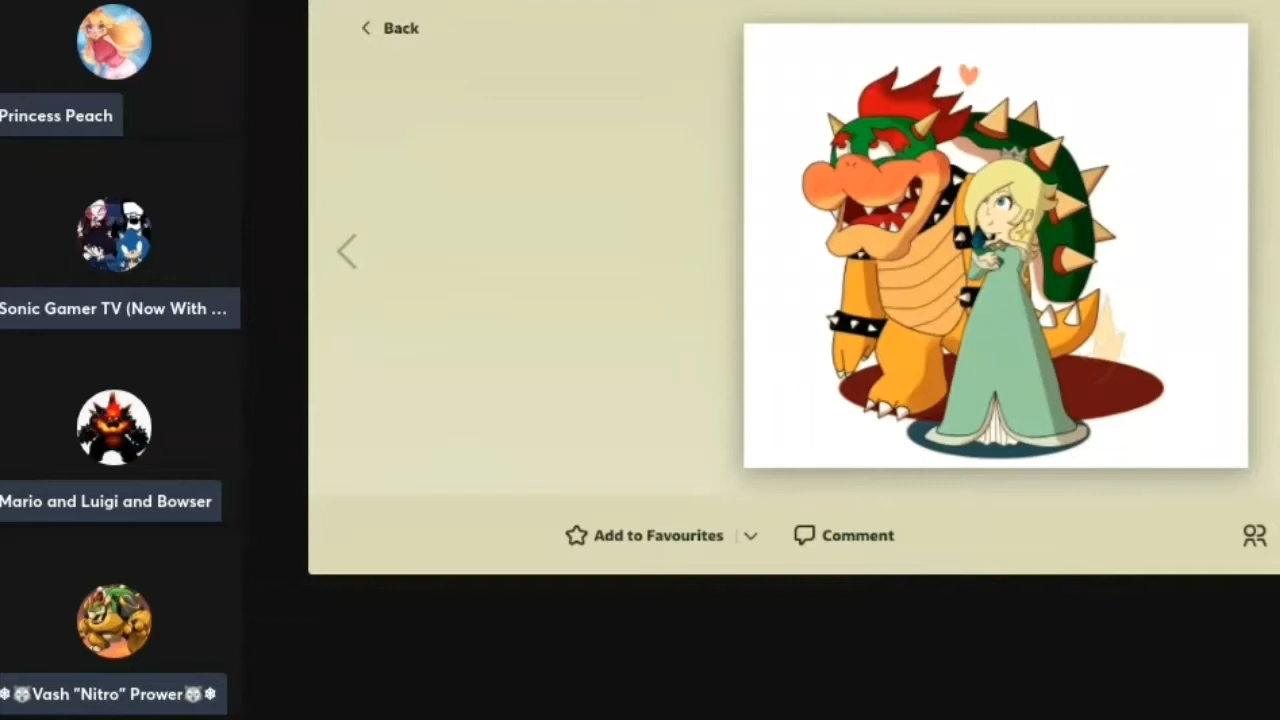 Back
Princess Peach
Sonic Gamer TV (Now With ...
Mario and Luigi and Bowser
❄🐺Vash "Nitro" Prower🐺❄
Add to Favourites
Comment